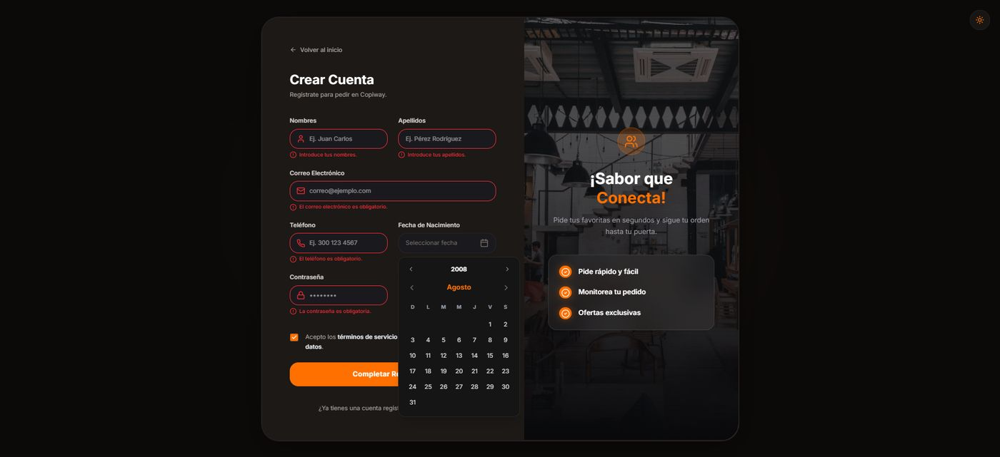 Volver al inicio
Crear Cuenta
Regístrate para pedir en Copiway.
Nombres
Apellidos
Ej. Juan Carlos
Ej. Pérez Rodríguez
Introduce tus nombres.
Introduce tus apellidos.
Correo Electrónico
correo@ejemplo.com
El correo electrónico es obligatorio.
Teléfono
Fecha de Nacimiento
Ej. 300 123 4567
Seleccionar fecha
El teléfono es obligatorio.
Contraseña
••••••••
La contraseña es obligatoria.
2008
Agosto
D L M M J V S
1 2
3 4 5 6 7 8 9
10 11 12 13 14 15 16
17 18 19 20 21 22 23
24 25 26 27 28 29 30
31
Acepto los términos de servicio
datos.
Completar Re
¿Ya tienes una cuenta regist
¡Sabor que
Conecta!
Pide tus favoritas en segundos y sigue tu orden
hasta tu puerta.
Pide rápido y fácil
Monitorea tu pedido
Ofertas exclusivas